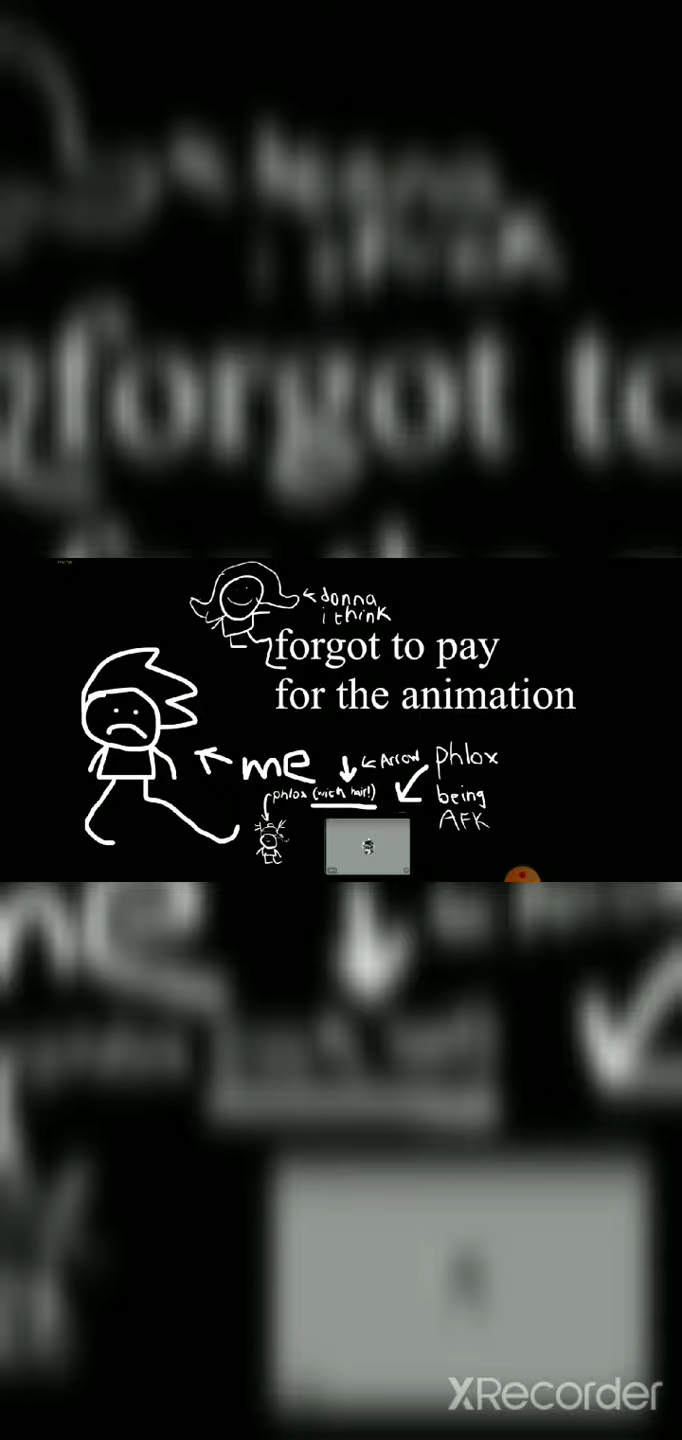 donna
i think
forgot to pay
for the animation
me
Arrow
phlox
phlox (with hair!)
being
AFK
XRecorder